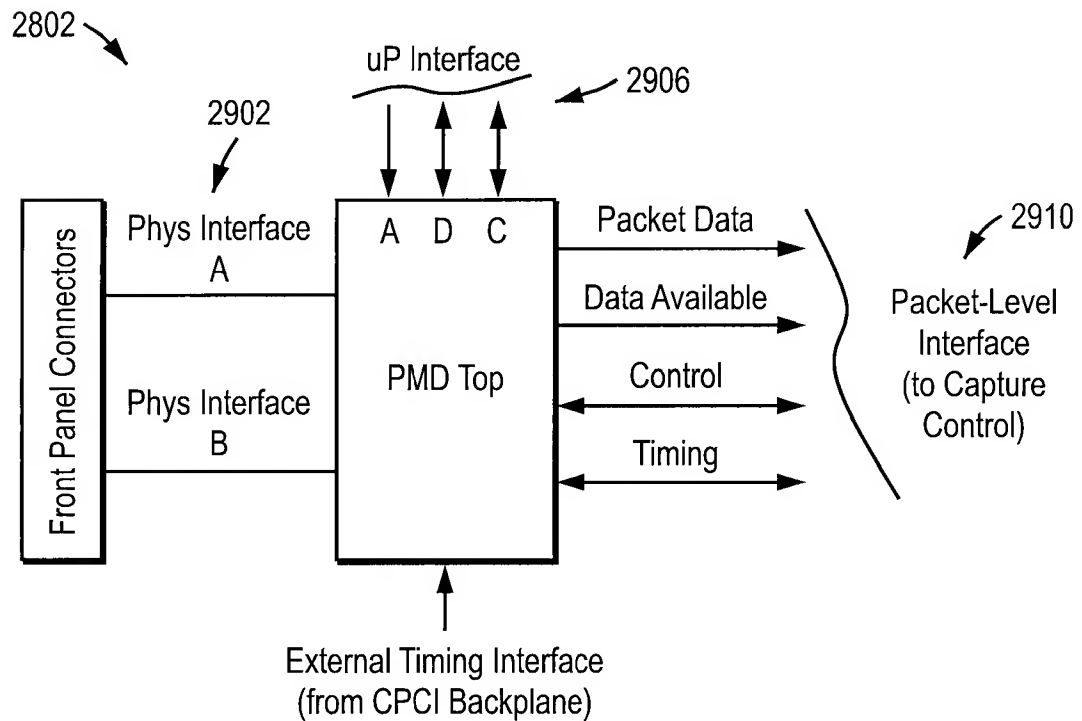 2802
uP Interface
2906
2902
Front Panel Connectors
Phys Interface
A
Phys Interface
B
A D C
PMD Top
Packet Data
Data Available
Control
Timing
2910
Packet-Level
Interface
(to Capture
Control)
External Timing Interface
(from CPCI Backplane)